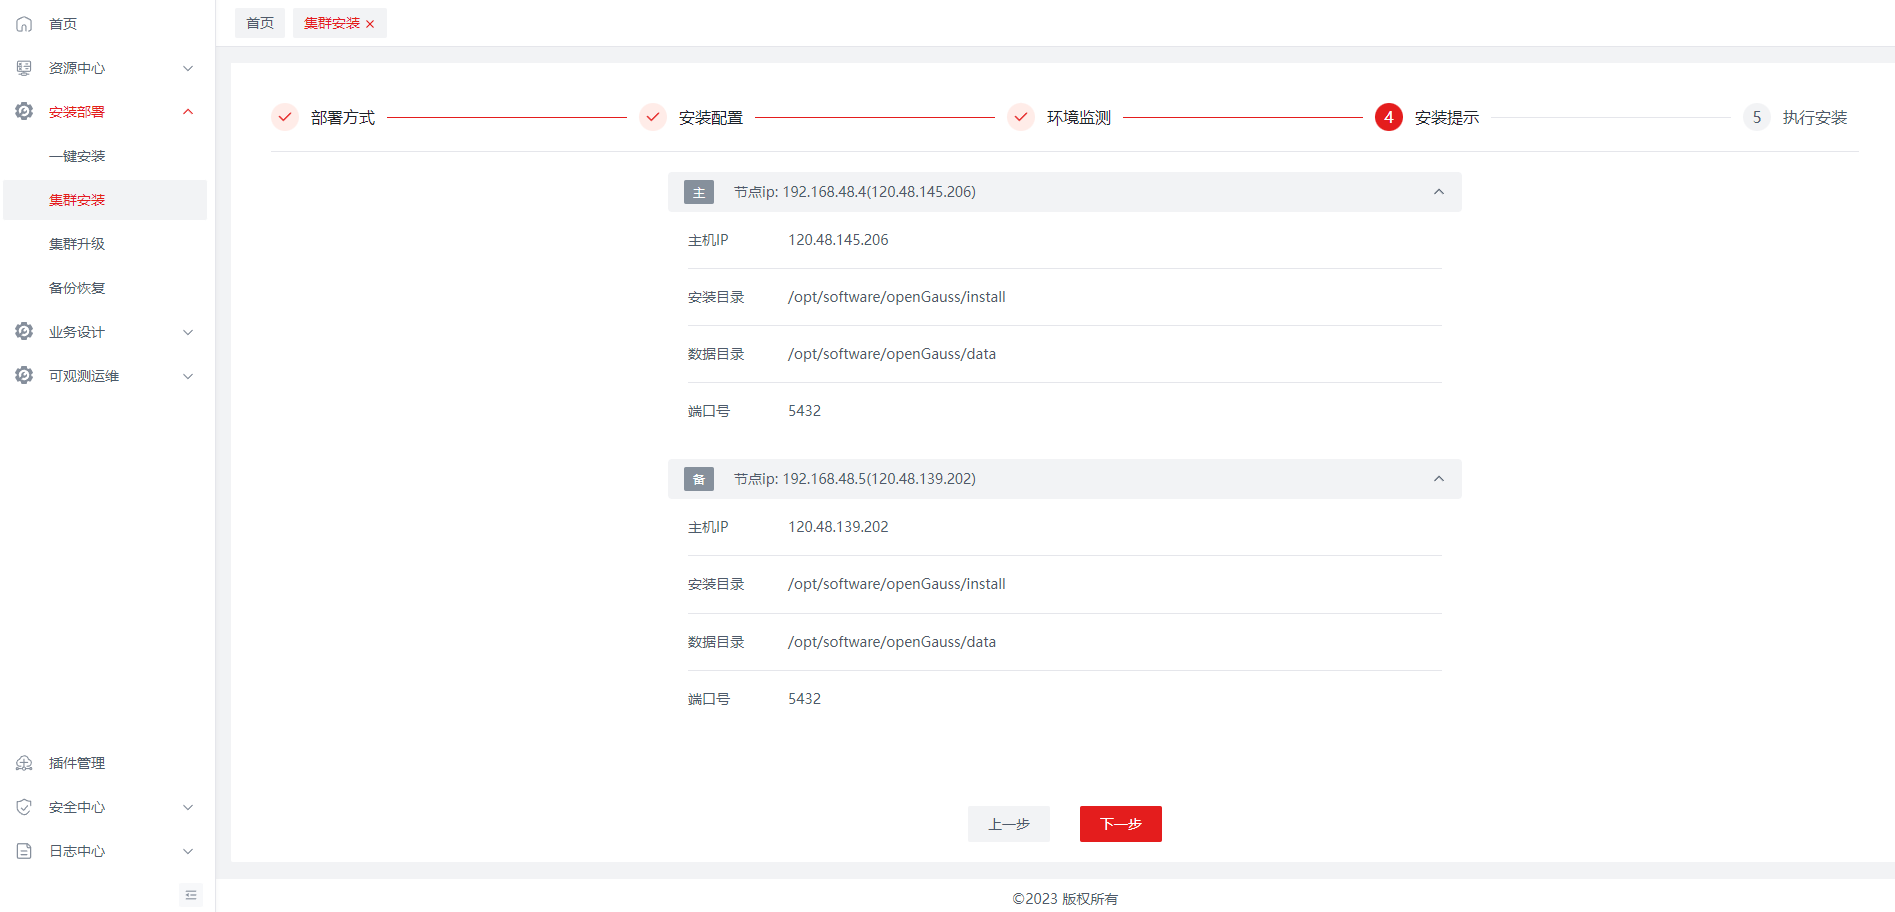 首页
资源中心
安装部署
一键安装
集群安装
集群升级
备份恢复
业务设计
可观测运维
插件管理
安全中心
日志中心
首页
集群安装
部署方式
安装配置
环境监测
4 安装提示
5 执行安装
主 节点ip: 192.168.48.4(120.48.145.206)
主机IP 120.48.145.206
安装目录 /opt/software/openGauss/install
数据目录 /opt/software/openGauss/data
端口号 5432
备 节点ip: 192.168.48.5(120.48.139.202)
主机IP 120.48.139.202
安装目录 /opt/software/openGauss/install
数据目录 /opt/software/openGauss/data
端口号 5432
上一步 下一步
©2023 版权所有